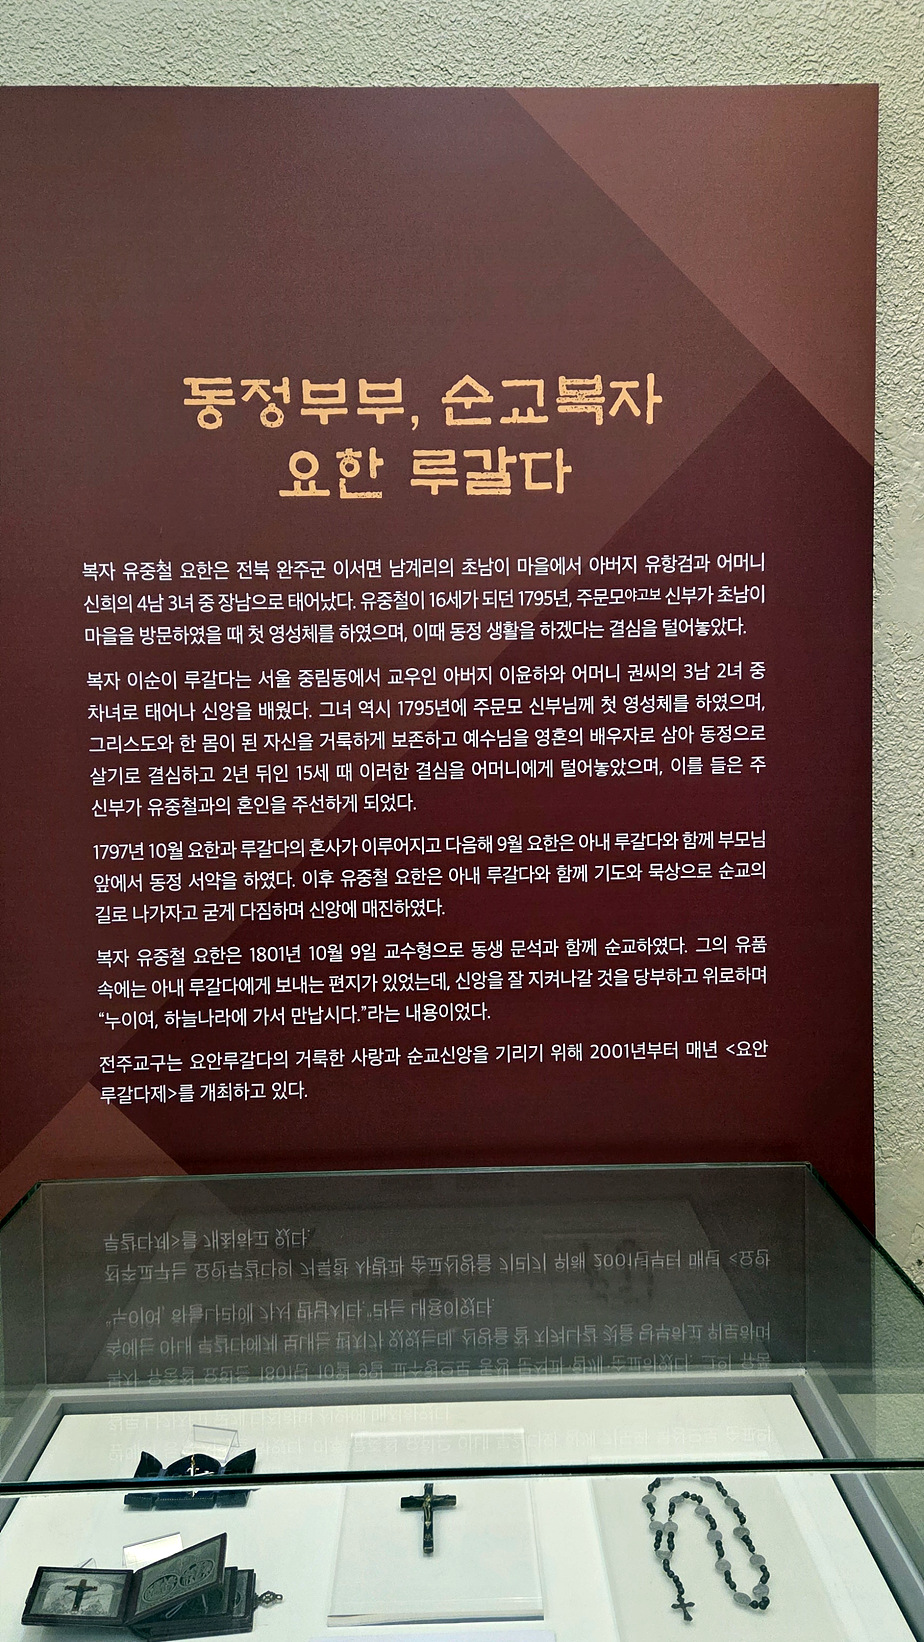 동정부부, 순교복자
요한 루갈다
복자 유중철 요한은 전북 완주군 이서면 남계리의 초남이 마을에서 아버지 유항검과 어머니
신희의 4남 3녀 중 장남으로 태어났다. 유중철이 16세가 되던 1795년, 주문모야고보 신부가 초남이
마을을 방문하였을 때 첫 영성체를 하였으며, 이때 동정 생활을 하겠다는 결심을 털어놓았다.
복자 이순이 루갈다는 서울 중림동에서 교우인 아버지 이윤하와 어머니 권씨의 3남 2녀 중
차녀로 태어나 신앙을 배웠다. 그녀 역시 1795년에 주문모 신부님께 첫 영성체를 하였으며,
그리스도와 한 몸이 된 자신을 거룩하게 보존하고 예수님을 영혼의 배우자로 삼아 동정으로
살기로 결심하고 2년 뒤인 15세 때 이러한 결심을 어머니에게 털어놓았으며, 이를 들은 주
신부가 유중철과의 혼인을 주선하게 되었다.
1797년 10월 요한과 루갈다의 혼사가 이루어지고 다음해 9월 요한은 아내 루갈다와 함께 부모님
앞에서 동정 서약을 하였다. 이후 유중철 요한은 아내 루갈다와 함께 기도와 묵상으로 순교의
길로 나가자고 굳게 다짐하며 신앙에 매진하였다.
복자 유중철 요한은 1801년 10월 9일 교수형으로 동생 문석과 함께 순교하였다. 그의 유품
속에는 아내 루갈다에게 보내는 편지가 있었는데, 신앙을 잘 지켜나갈 것을 당부하고 위로하며
“누이여, 하늘나라에 가서 만납시다.”라는 내용이었다.
전주교구는 요안루갈다의 거룩한 사랑과 순교신앙을 기리기 위해 2001년부터 매년 <요안
루갈다제>를 개최하고 있다.